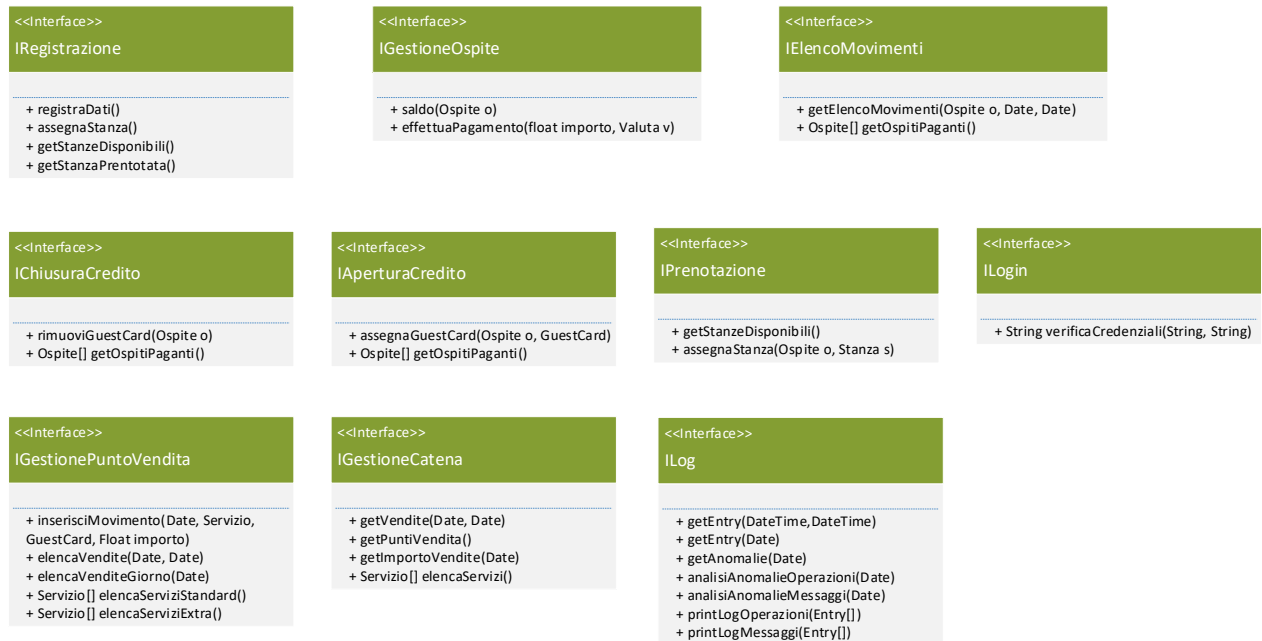 <<Interface>>
IRegistrazione
+ registraDati()
+ assegnaStanza()
+ getStanzeDisponibili()
+ getStanzaPrentotata()
<<Interface>>
IGestioneOspite
+ saldo(Ospite o)
+ effettuaPagamento(float importo, Valuta v)
<<Interface>>
IElencoMovimenti
+ getElencoMovimenti(Ospite o, Date, Date)
+ Ospite[] getOspitiPaganti()
<<Interface>>
IChiusuraCredito
+ rimuoviGuestCard(Ospite o)
+ Ospite[] getOspitiPaganti()
<<Interface>>
IAperturaCredito
+ assegnaGuestCard(Ospite o, GuestCard)
+ Ospite[] getOspitiPaganti()
<<Interface>>
IPrenotazione
+ getStanzeDisponibili()
+ assegnaStanza(Ospite o, Stanza s)
<<Interface>>
ILogin
+ String verificaCredenziali(String, String)
<<Interface>>
IGestionePuntoVendita
+ inserisciMovimento(Date, Servizio,
GuestCard, Float importo)
+ elencaVendite(Date, Date)
+ elencaVenditeGiorno(Date)
+ Servizio[] elencaServiziStandard()
+ Servizio[] elencaServiziExtra()
<<Interface>>
IGestioneCatena
+ getVendite(Date, Date)
+ getPuntiVendita()
+ getImportoVendite(Date)
+ Servizio[] elencaServizi()
<<Interface>>
ILog
+ getEntry(DateTime,DateTime)
+ getEntry(Date)
+ getAnomalie(Date)
+ analisiAnomalieOperazioni(Date)
+ analisiAnomalieMessaggi(Date)
+ printLogOperazioni(Entry[])
+ printLogMessaggi(Entry[])